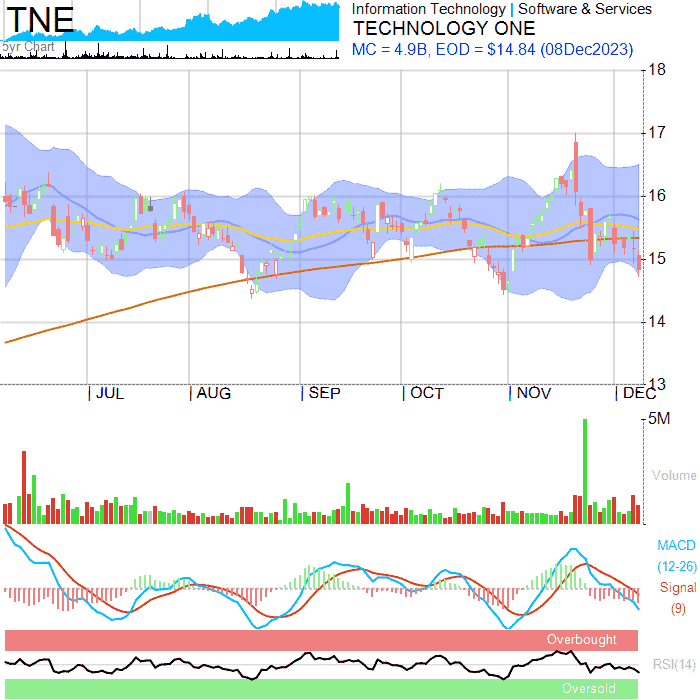 TNE
5yr Chart
Information Technology | Software & Services
TECHNOLOGY ONE
MC = 4.9B, EOD = $14.84 (08Dec2023)
18
17
16
15
14
13
JUL AUG SEP OCT NOV DEC
5M
Volume
MACD
(12-26)
Signal
(9)
Overbought
RSI(14)
Oversold